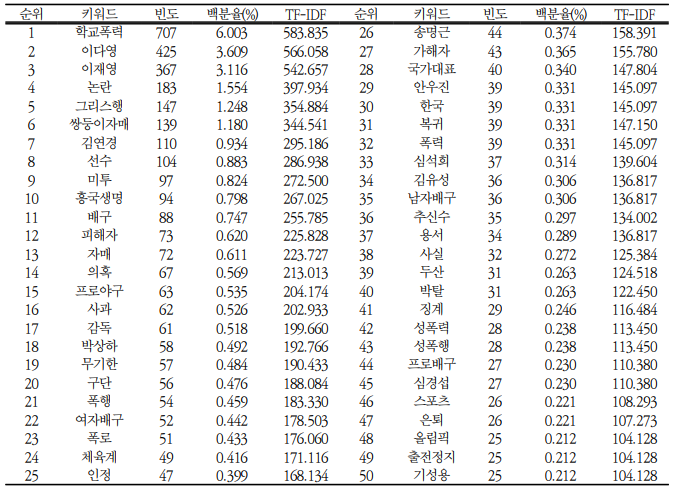 순위 키워드 빈도 백분율(%) TF-IDF 순위 키워드 빈도 백분율(%) TF-IDF
1 학교폭력 707 6.003 583.835 26 송명근 44 0.374 158.391
2 이다영 425 3.609 566.058 27 가해자 43 0.365 155.780
3 이재영 367 3.116 542.657 28 국가대표 40 0.340 147.804
4 논란 183 1.554 397.934 29 안우진 39 0.331 145.097
5 그리스행 147 1.248 354.884 30 한국 39 0.331 145.097
6 쌍둥이자매 139 1.180 344.541 31 복귀 39 0.331 147.150
7 김연경 110 0.934 295.186 32 폭력 39 0.331 145.097
8 선수 104 0.883 286.938 33 심석희 37 0.314 139.604
9 미투 97 0.824 272.500 34 김유성 36 0.306 136.817
10 흥국생명 94 0.798 267.025 35 남자배구 36 0.306 136.817
11 배구 88 0.747 255.785 36 추신수 35 0.297 134.002
12 피해자 73 0.620 225.828 37 용서 34 0.289 136.817
13 자매 72 0.611 223.727 38 사실 32 0.272 125.384
14 의혹 67 0.569 213.013 39 두산 31 0.263 124.518
15 프로야구 63 0.535 204.174 40 박탈 31 0.263 122.450
16 사과 62 0.526 202.933 41 징계 29 0.246 116.484
17 감독 61 0.518 199.660 42 성폭력 28 0.238 113.450
18 박상하 58 0.492 192.766 43 성폭행 28 0.238 113.450
19 무기한 57 0.484 190.433 44 프로배구 27 0.230 110.380
20 구단 56 0.476 188.084 45 심경섭 27 0.230 110.380
21 폭행 54 0.459 183.330 46 스포츠 26 0.221 108.293
22 여자배구 52 0.442 178.503 47 은퇴 26 0.221 107.273
23 폭로 51 0.433 176.060 48 올림픽 25 0.212 104.128
24 체육계 49 0.416 171.116 49 출전정지 25 0.212 104.128
25 인정 47 0.399 168.134 50 기성용 25 0.212 104.128